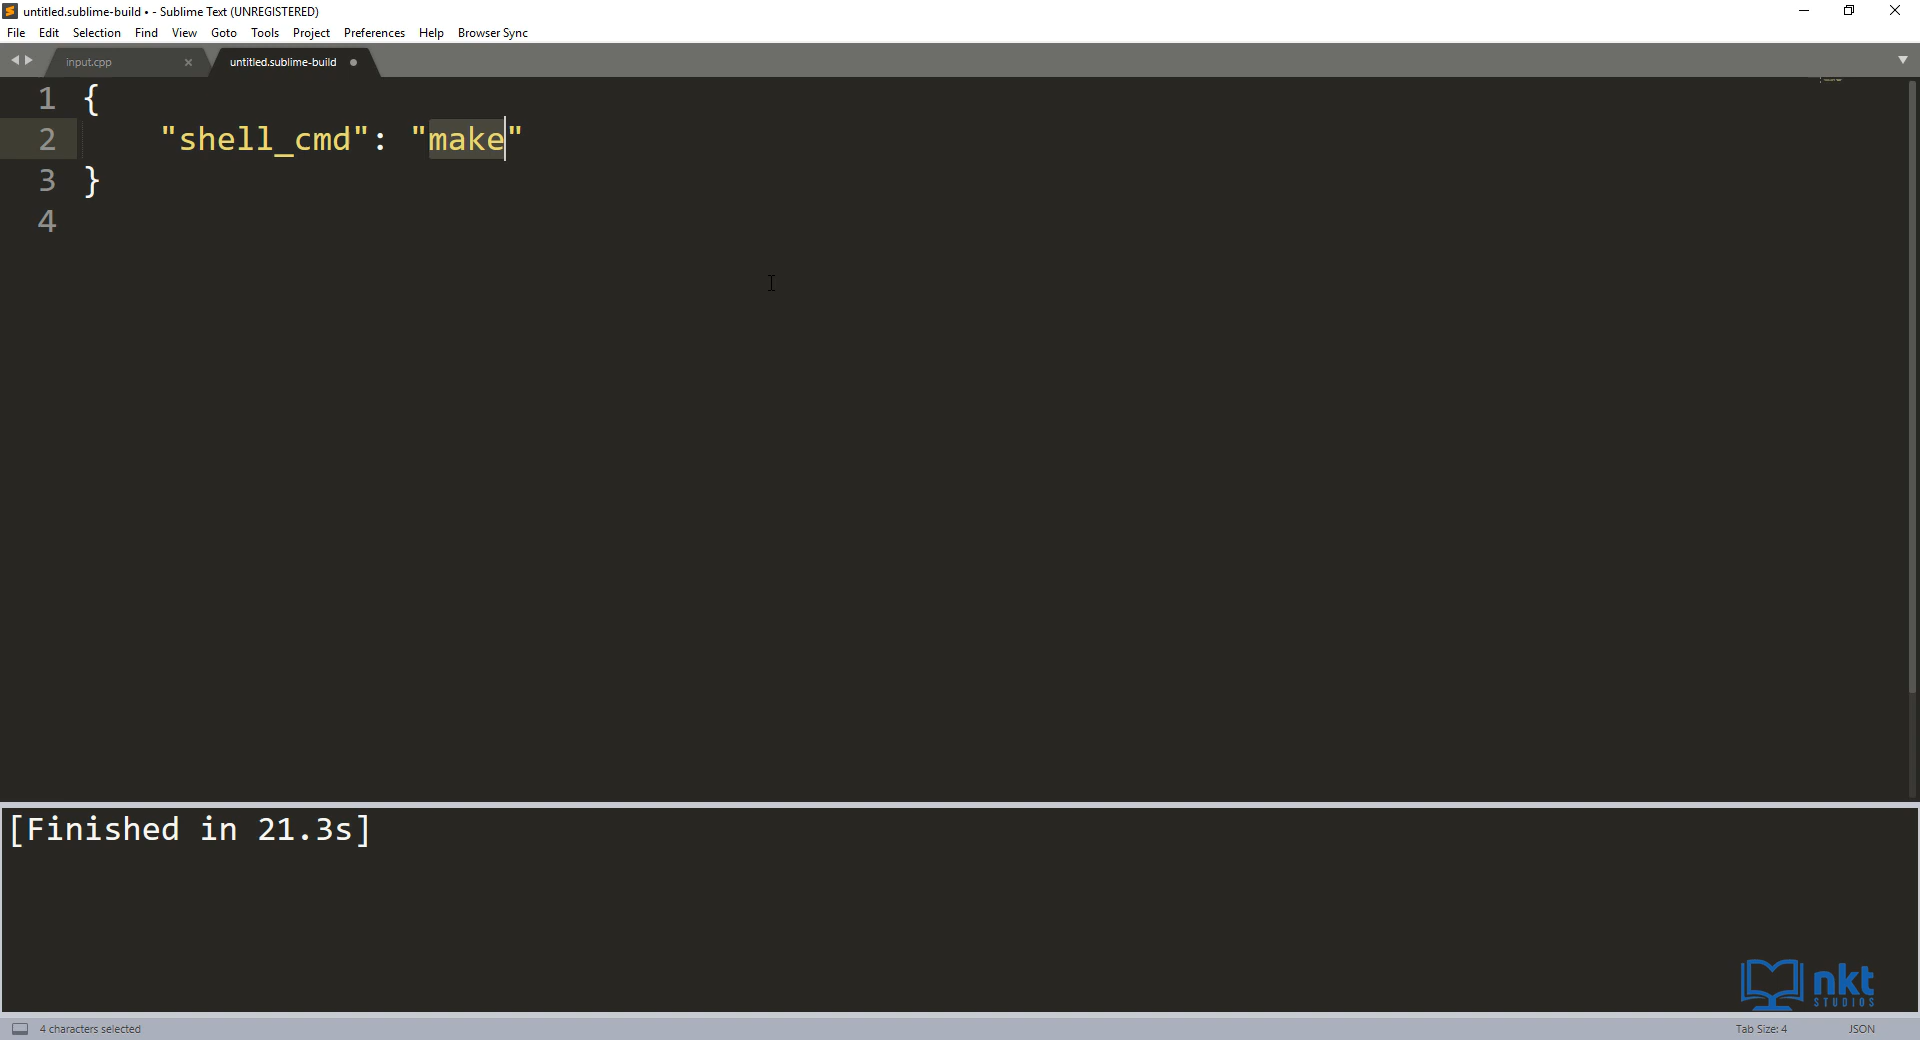 untitled.sublime-build • - Sublime Text (UNREGISTERED)
File Edit Selection Find View Goto Tools Project Preferences Help Browser Sync
input.cpp untitled.sublime-build
1 {
2 "shell_cmd": "make"
3 }
4
[Finished in 21.3s]
nkt
STUDIOS
4 characters selected Tab Size: 4 JSON